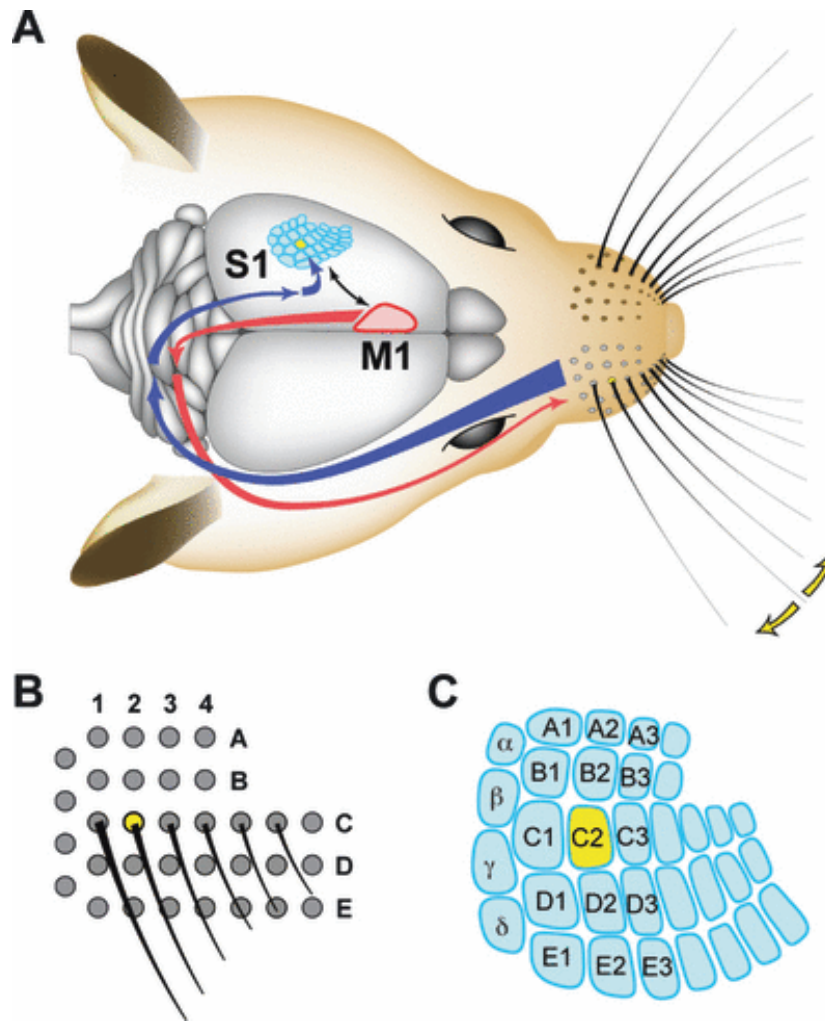 A
S1
M1
B
1 2 3 4
A
B
C
D
E
C
α A1 A2 A3
β B1 B2 B3
γ C1 C2 C3
δ D1 D2 D3
E1 E2 E3